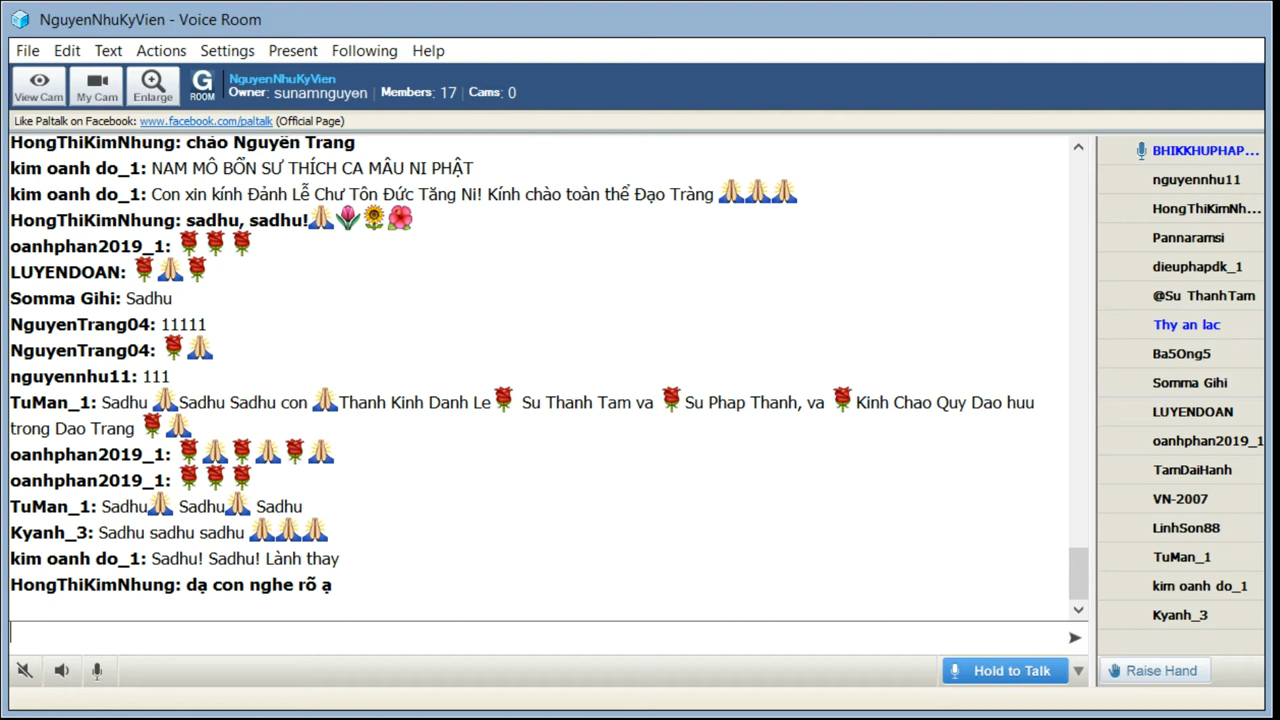 NguyenNhuKyVien - Voice Room
File Edit Text Actions Settings Present Following Help
View Cam
My Cam
Enlarge
G ROOM
NguyenNhuKyVien
Owner: sunamnguyen | Members: 17 | Cams: 0
Like Paltalk on Facebook: www.facebook.com/paltalk (Official Page)
HongThiKimNhung: chào Nguyễn Trang
kim oanh do_1: NAM MÔ BỔN SƯ THÍCH CA MÂU NI PHẬT
kim oanh do_1: Con xin kính Đảnh Lễ Chư Tôn Đức Tăng Ni! Kính chào toàn thể Đạo Tràng 🙏🙏🙏
HongThiKimNhung: sadhu, sadhu!🙏🌷🌻🌺
oanhphan2019_1: 🌹🌹🌹
LUYENDOAN: 🌹🙏🌹
Somma Gihi: Sadhu
NguyenTrang04: 11111
NguyenTrang04: 🌹🙏
nguyennhu11: 111
TuMan_1: Sadhu 🙏Sadhu Sadhu con 🙏Thanh Kinh Danh Le🌹 Su Thanh Tam va 🌹Su Phap Thanh, va 🌹Kinh Chao Quy Dao huu
trong Dao Trang 🌹🙏
oanhphan2019_1: 🌹🙏🌹🙏🌹🙏
oanhphan2019_1: 🌹🌹🌹
TuMan_1: Sadhu🙏 Sadhu🙏 Sadhu
Kyanh_3: Sadhu sadhu sadhu 🙏🙏🙏
kim oanh do_1: Sadhu! Sadhu! Lành thay
HongThiKimNhung: dạ con nghe rõ ạ
Hold to Talk
BHIKKHUPHAP...
nguyennhu11
HongThiKimNh...
Pannaramsi
dieuphapdk_1
@Su ThanhTam
Thy an lac
Ba5Ong5
Somma Gihi
LUYENDOAN
oanhphan2019_1
TamDaiHanh
VN-2007
LinhSon88
TuMan_1
kim oanh do_1
Kyanh_3
Raise Hand